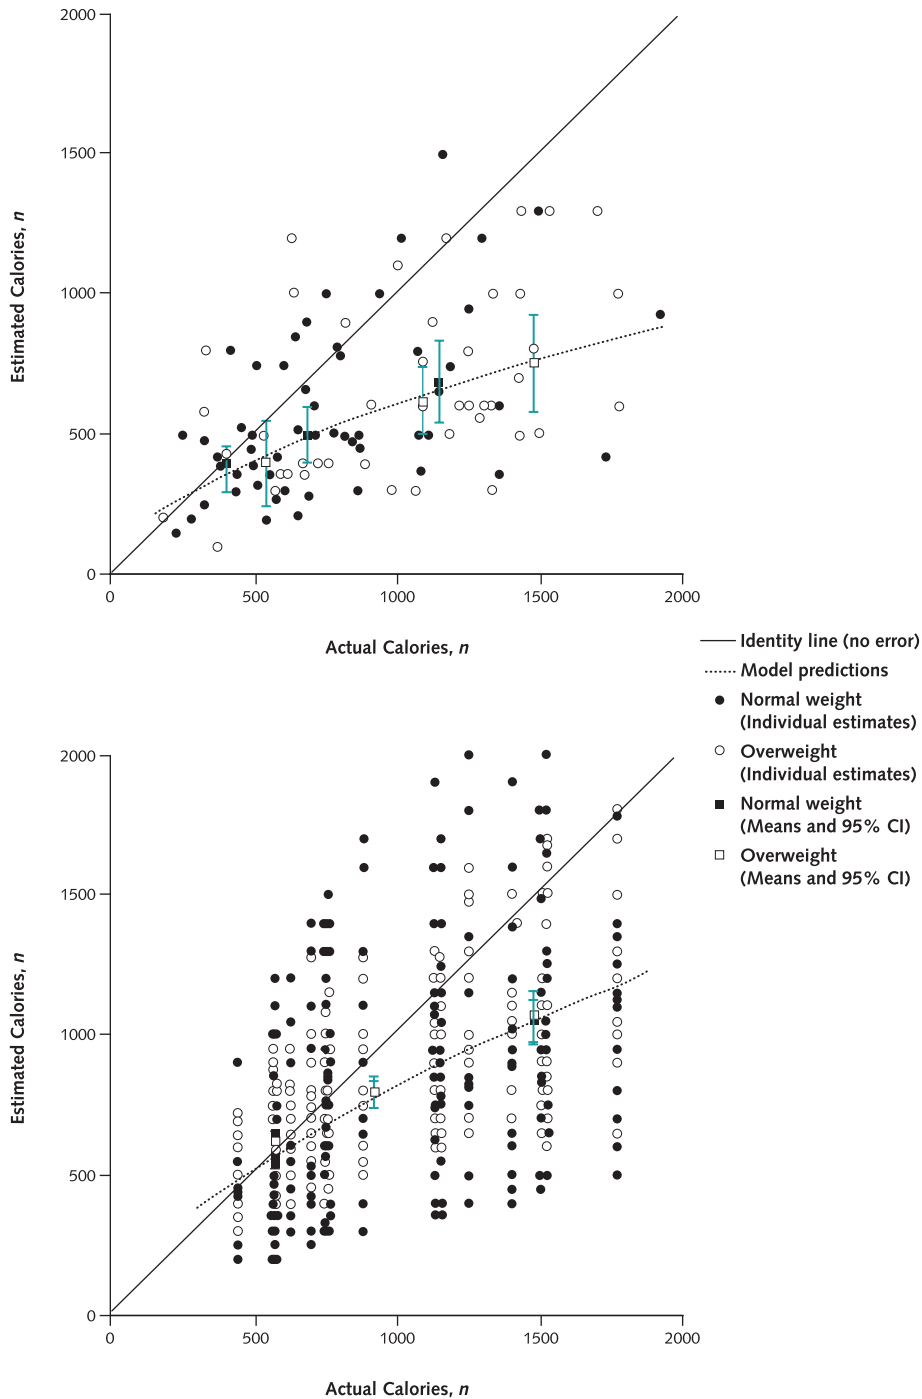 2000
1500
1000
500
0
Estimated Calories, n
0 500 1000 1500 2000
Actual Calories, n
Identity line (no error)
Model predictions
Normal weight
(Individual estimates)
Overweight
(Individual estimates)
Normal weight
(Means and 95% CI)
Overweight
(Means and 95% CI)
2000
1500
1000
500
0
Estimated Calories, n
0 500 1000 1500 2000
Actual Calories, n